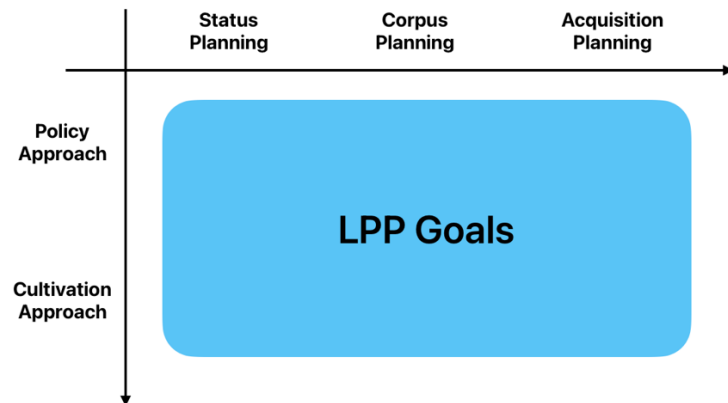 Status
Planning
Corpus
Planning
Acquisition
Planning
Policy
Approach
LPP Goals
Cultivation
Approach